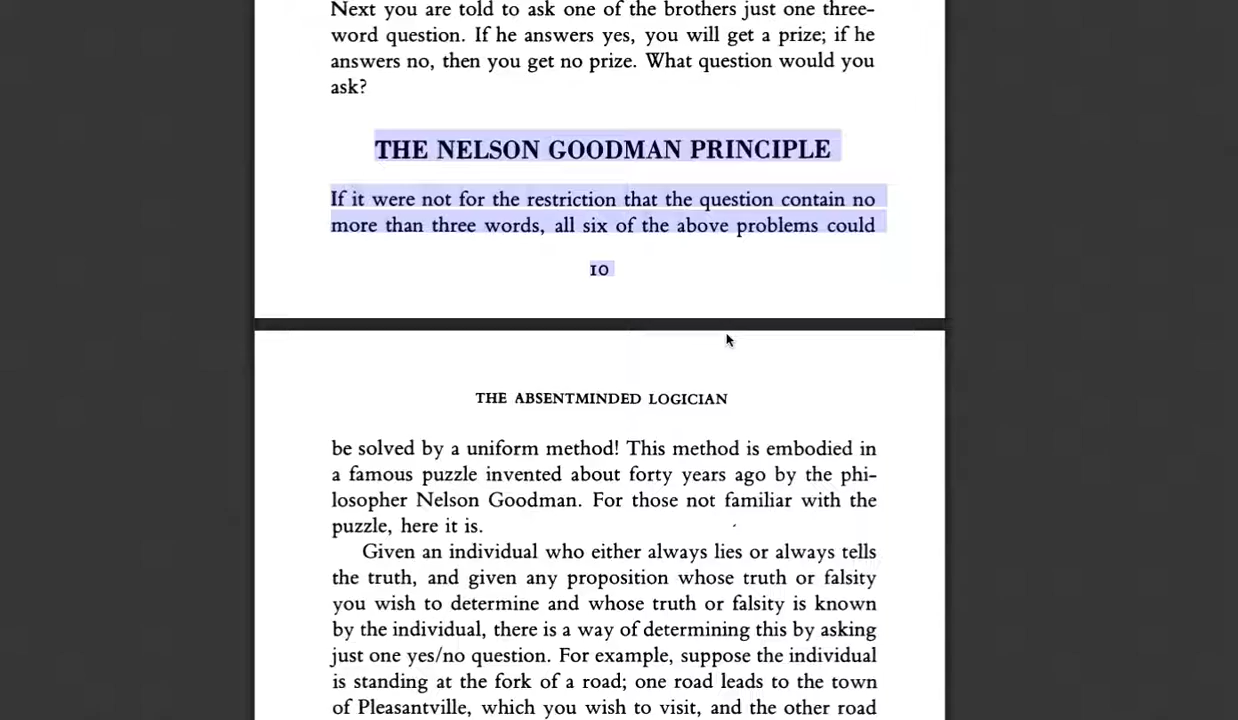 Next you are told to ask one of the brothers just one three-
word question. If he answers yes, you will get a prize; if he
answers no, then you get no prize. What question would you
ask?
THE NELSON GOODMAN PRINCIPLE
If it were not for the restriction that the question contain no
more than three words, all six of the above problems could
10
THE ABSENTMINDED LOGICIAN
be solved by a uniform method! This method is embodied in
a famous puzzle invented about forty years ago by the phi-
losopher Nelson Goodman. For those not familiar with the
puzzle, here it is.
Given an individual who either always lies or always tells
the truth, and given any proposition whose truth or falsity
you wish to determine and whose truth or falsity is known
by the individual, there is a way of determining this by asking
just one yes/no question. For example, suppose the individual
is standing at the fork of a road; one road leads to the town
of Pleasantville, which you wish to visit, and the other road